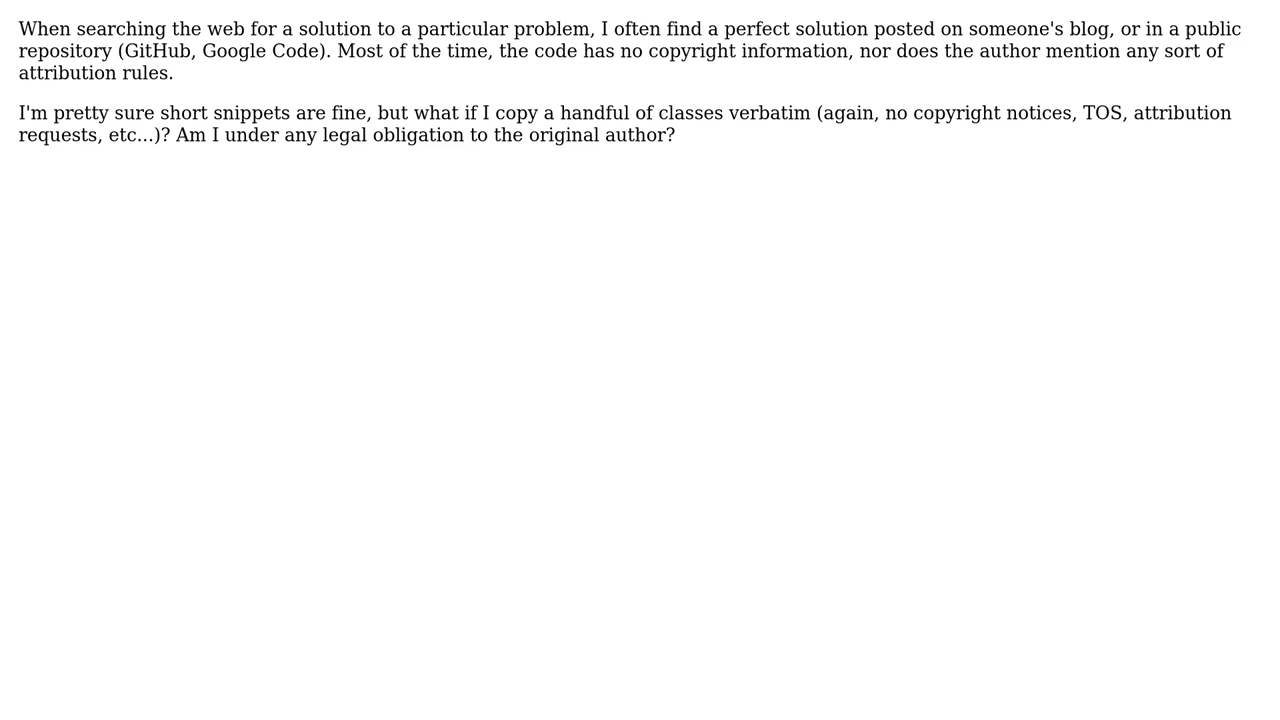 When searching the web for a solution to a particular problem, I often find a perfect solution posted on someone's blog, or in a public
repository (GitHub, Google Code). Most of the time, the code has no copyright information, nor does the author mention any sort of
attribution rules.
I'm pretty sure short snippets are fine, but what if I copy a handful of classes verbatim (again, no copyright notices, TOS, attribution
requests, etc...)? Am I under any legal obligation to the original author?